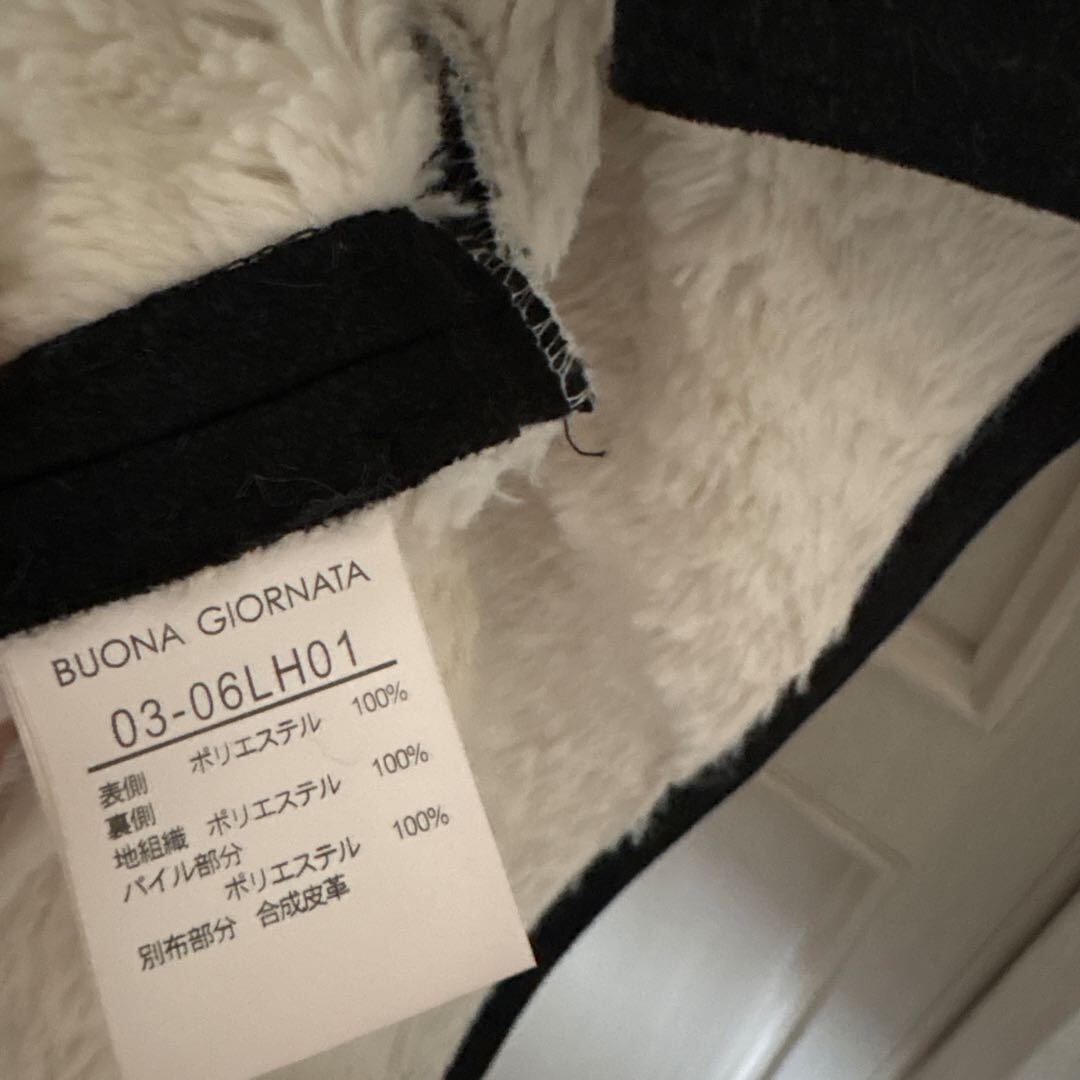 BUONA GIORNATA
03-06LH01
表側 ポリエステル 100%
裏側
地組織 ポリエステル 100%
パイル部分
ポリエステル 100%
別布部分 合成皮革